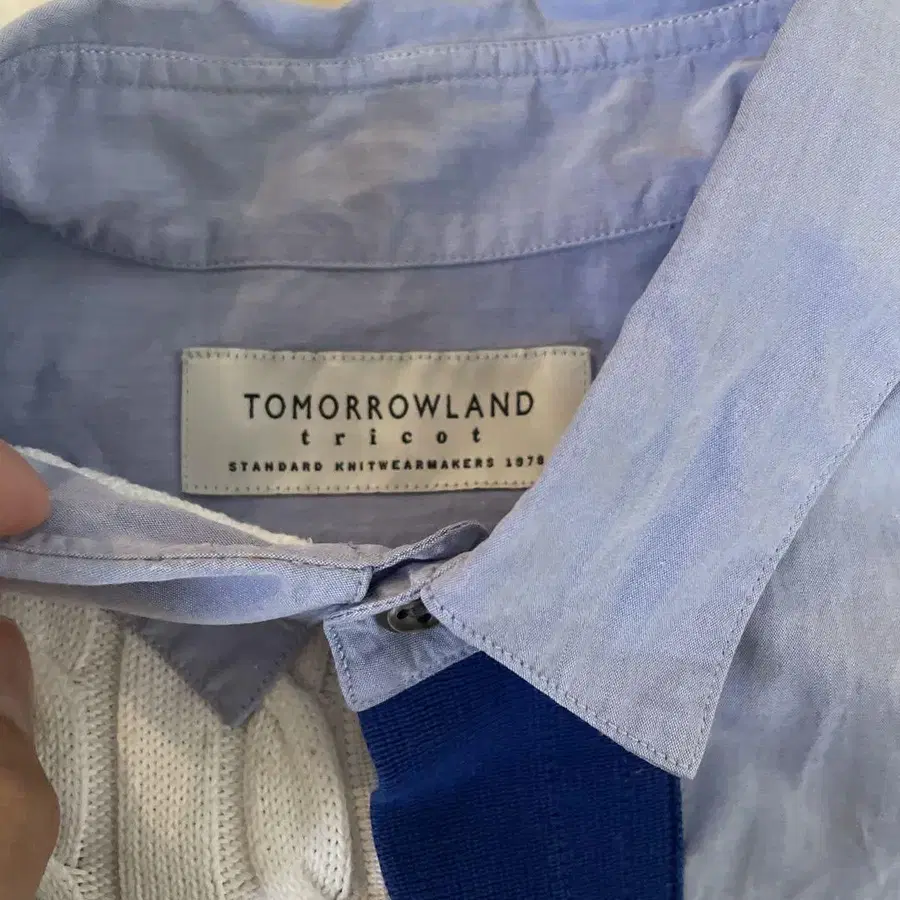 TOMORROWLAND
tricot
STANDARD KNITWEARMAKERS 1978